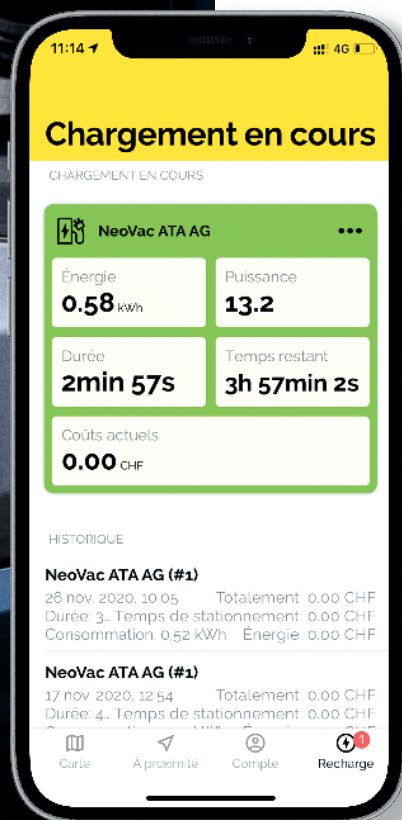 11:14
4G
Chargement en cours
CHARGEMENT EN COURS
NeoVac ATA AG
Énergie
0.58 kWh
Puissance
13.2
Durée
2min 57s
Temps restant
3h 57min 2s
Coûts actuels
0.00 CHF
HISTORIQUE
NeoVac ATA AG (#1)
26 nov. 2020, 10:05 Totalement: 0.00 CHF
Durée: 3... Temps de stationnement: 0.00 CHF
Consommation: 0,52 kWh Énergie: 0.00 CHF
NeoVac ATA AG (#1)
17 nov. 2020, 12:54 Totalement: 0.00 CHF
Durée: 4... Temps de stationnement: 0.00 CHF
Carte
À proximité
Compte
1
Recharge